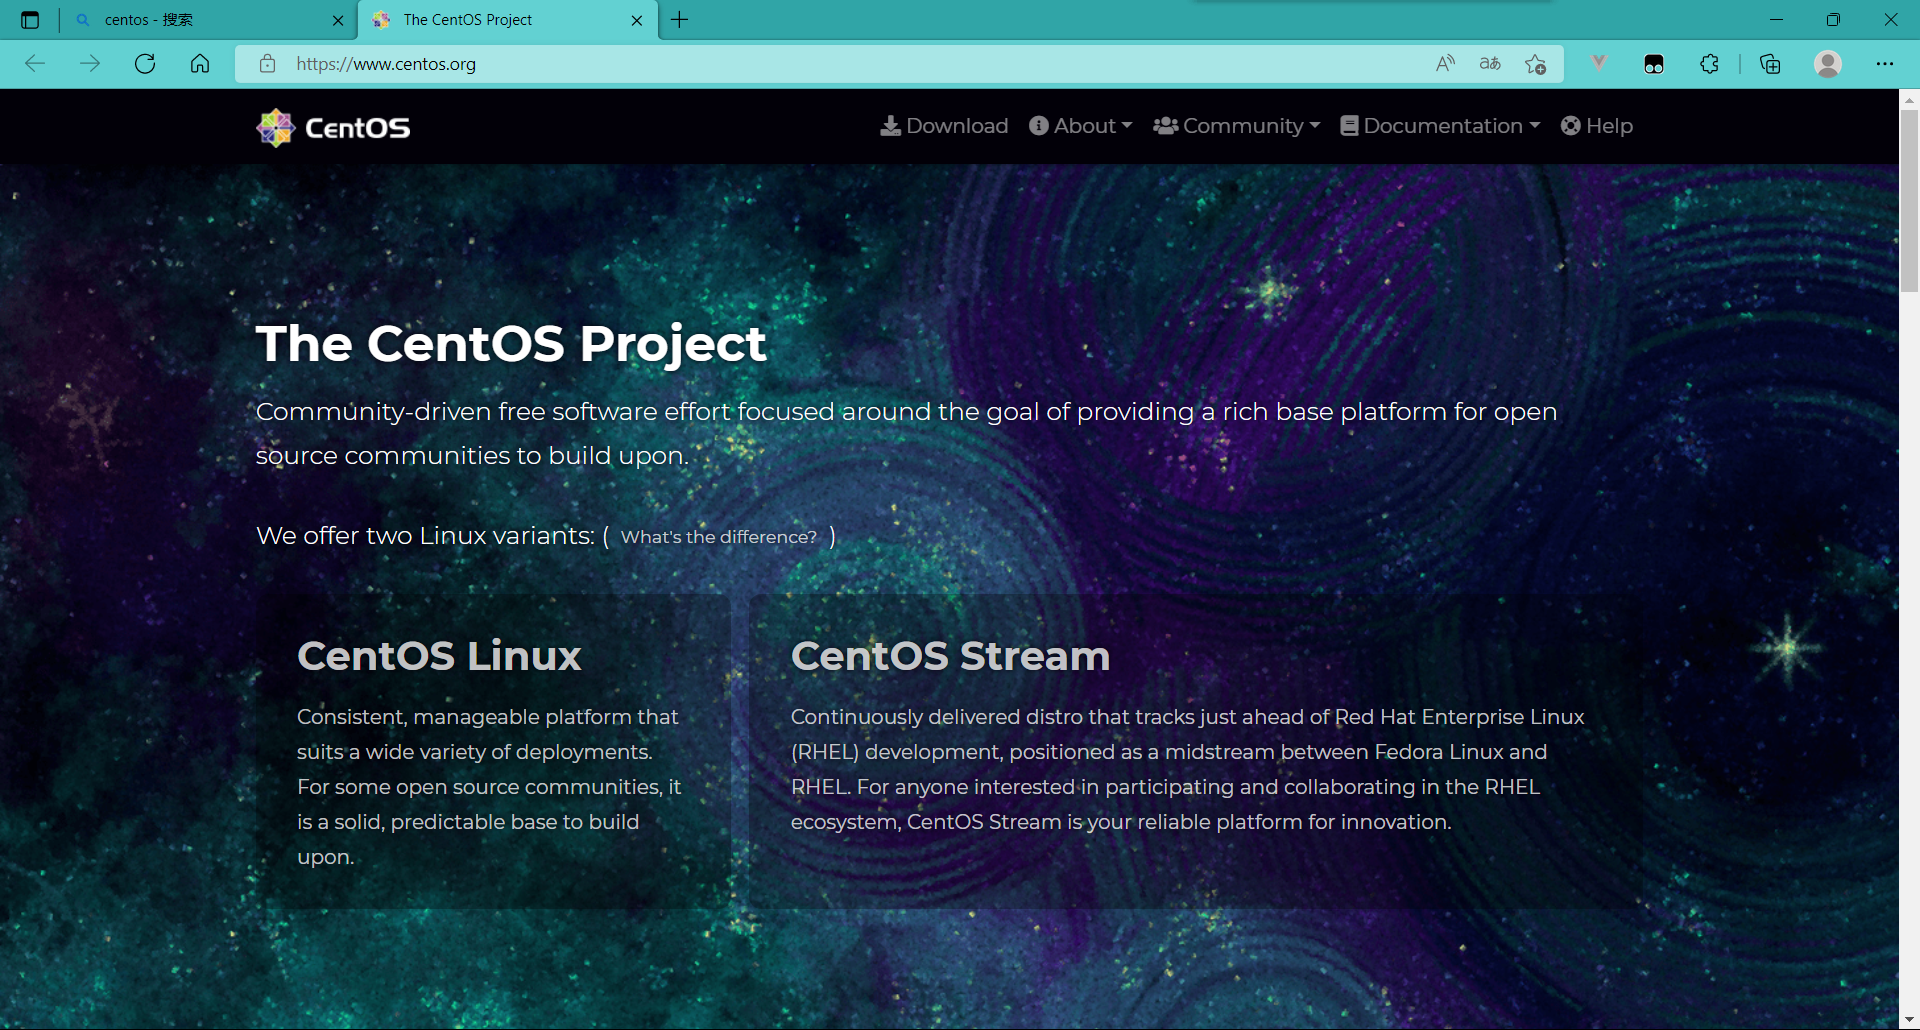 centos - 搜索
The CentOS Project
https://www.centos.org
CentOS
Download
About
Community
Documentation
Help
The CentOS Project
Community-driven free software effort focused around the goal of providing a rich base platform for open
source communities to build upon.
We offer two Linux variants: ( What's the difference? )
CentOS Linux
Consistent, manageable platform that
suits a wide variety of deployments.
For some open source communities, it
is a solid, predictable base to build
upon.
CentOS Stream
Continuously delivered distro that tracks just ahead of Red Hat Enterprise Linux
(RHEL) development, positioned as a midstream between Fedora Linux and
RHEL. For anyone interested in participating and collaborating in the RHEL
ecosystem, CentOS Stream is your reliable platform for innovation.